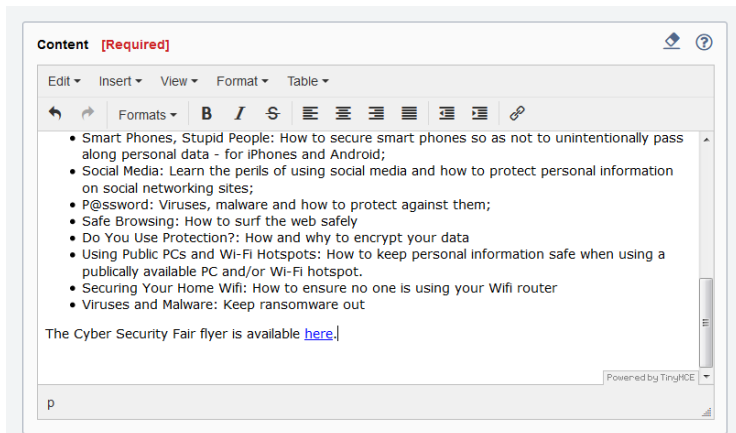 Content [Required]
Edit Insert View Format Table
Formats B I S
Smart Phones, Stupid People: How to secure smart phones so as not to unintentionally pass
along personal data - for iPhones and Android;
Social Media: Learn the perils of using social media and how to protect personal information
on social networking sites;
P@ssword: Viruses, malware and how to protect against them;
Safe Browsing: How to surf the web safely
Do You Use Protection?: How and why to encrypt your data
Using Public PCs and Wi-Fi Hotspots: How to keep personal information safe when using a
publically available PC and/or Wi-Fi hotspot.
Securing Your Home Wifi: How to ensure no one is using your Wifi router
Viruses and Malware: Keep ransomware out
The Cyber Security Fair flyer is available here.
Powered by TinyMCE
p